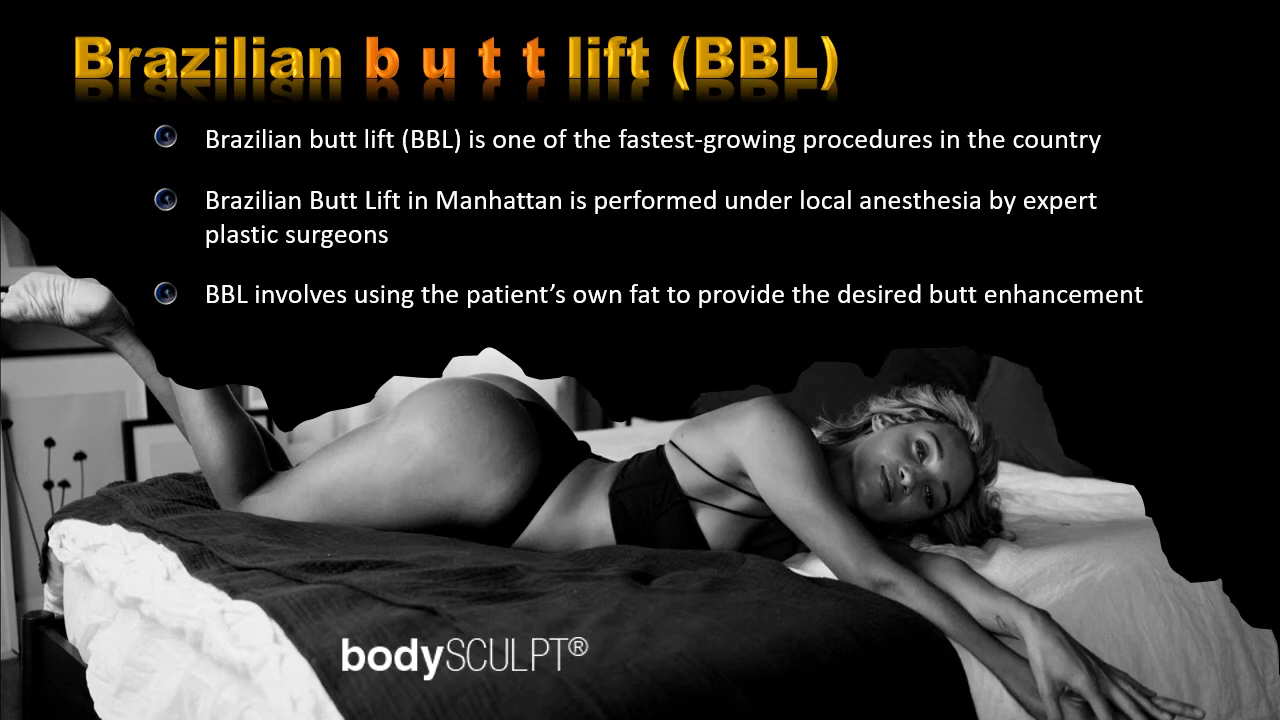 Brazilian b u t t lift (BBL)
Brazilian butt lift (BBL) is one of the fastest-growing procedures in the country
Brazilian Butt Lift in Manhattan is performed under local anesthesia by expert
plastic surgeons
BBL involves using the patient’s own fat to provide the desired butt enhancement
bodySCULPT®